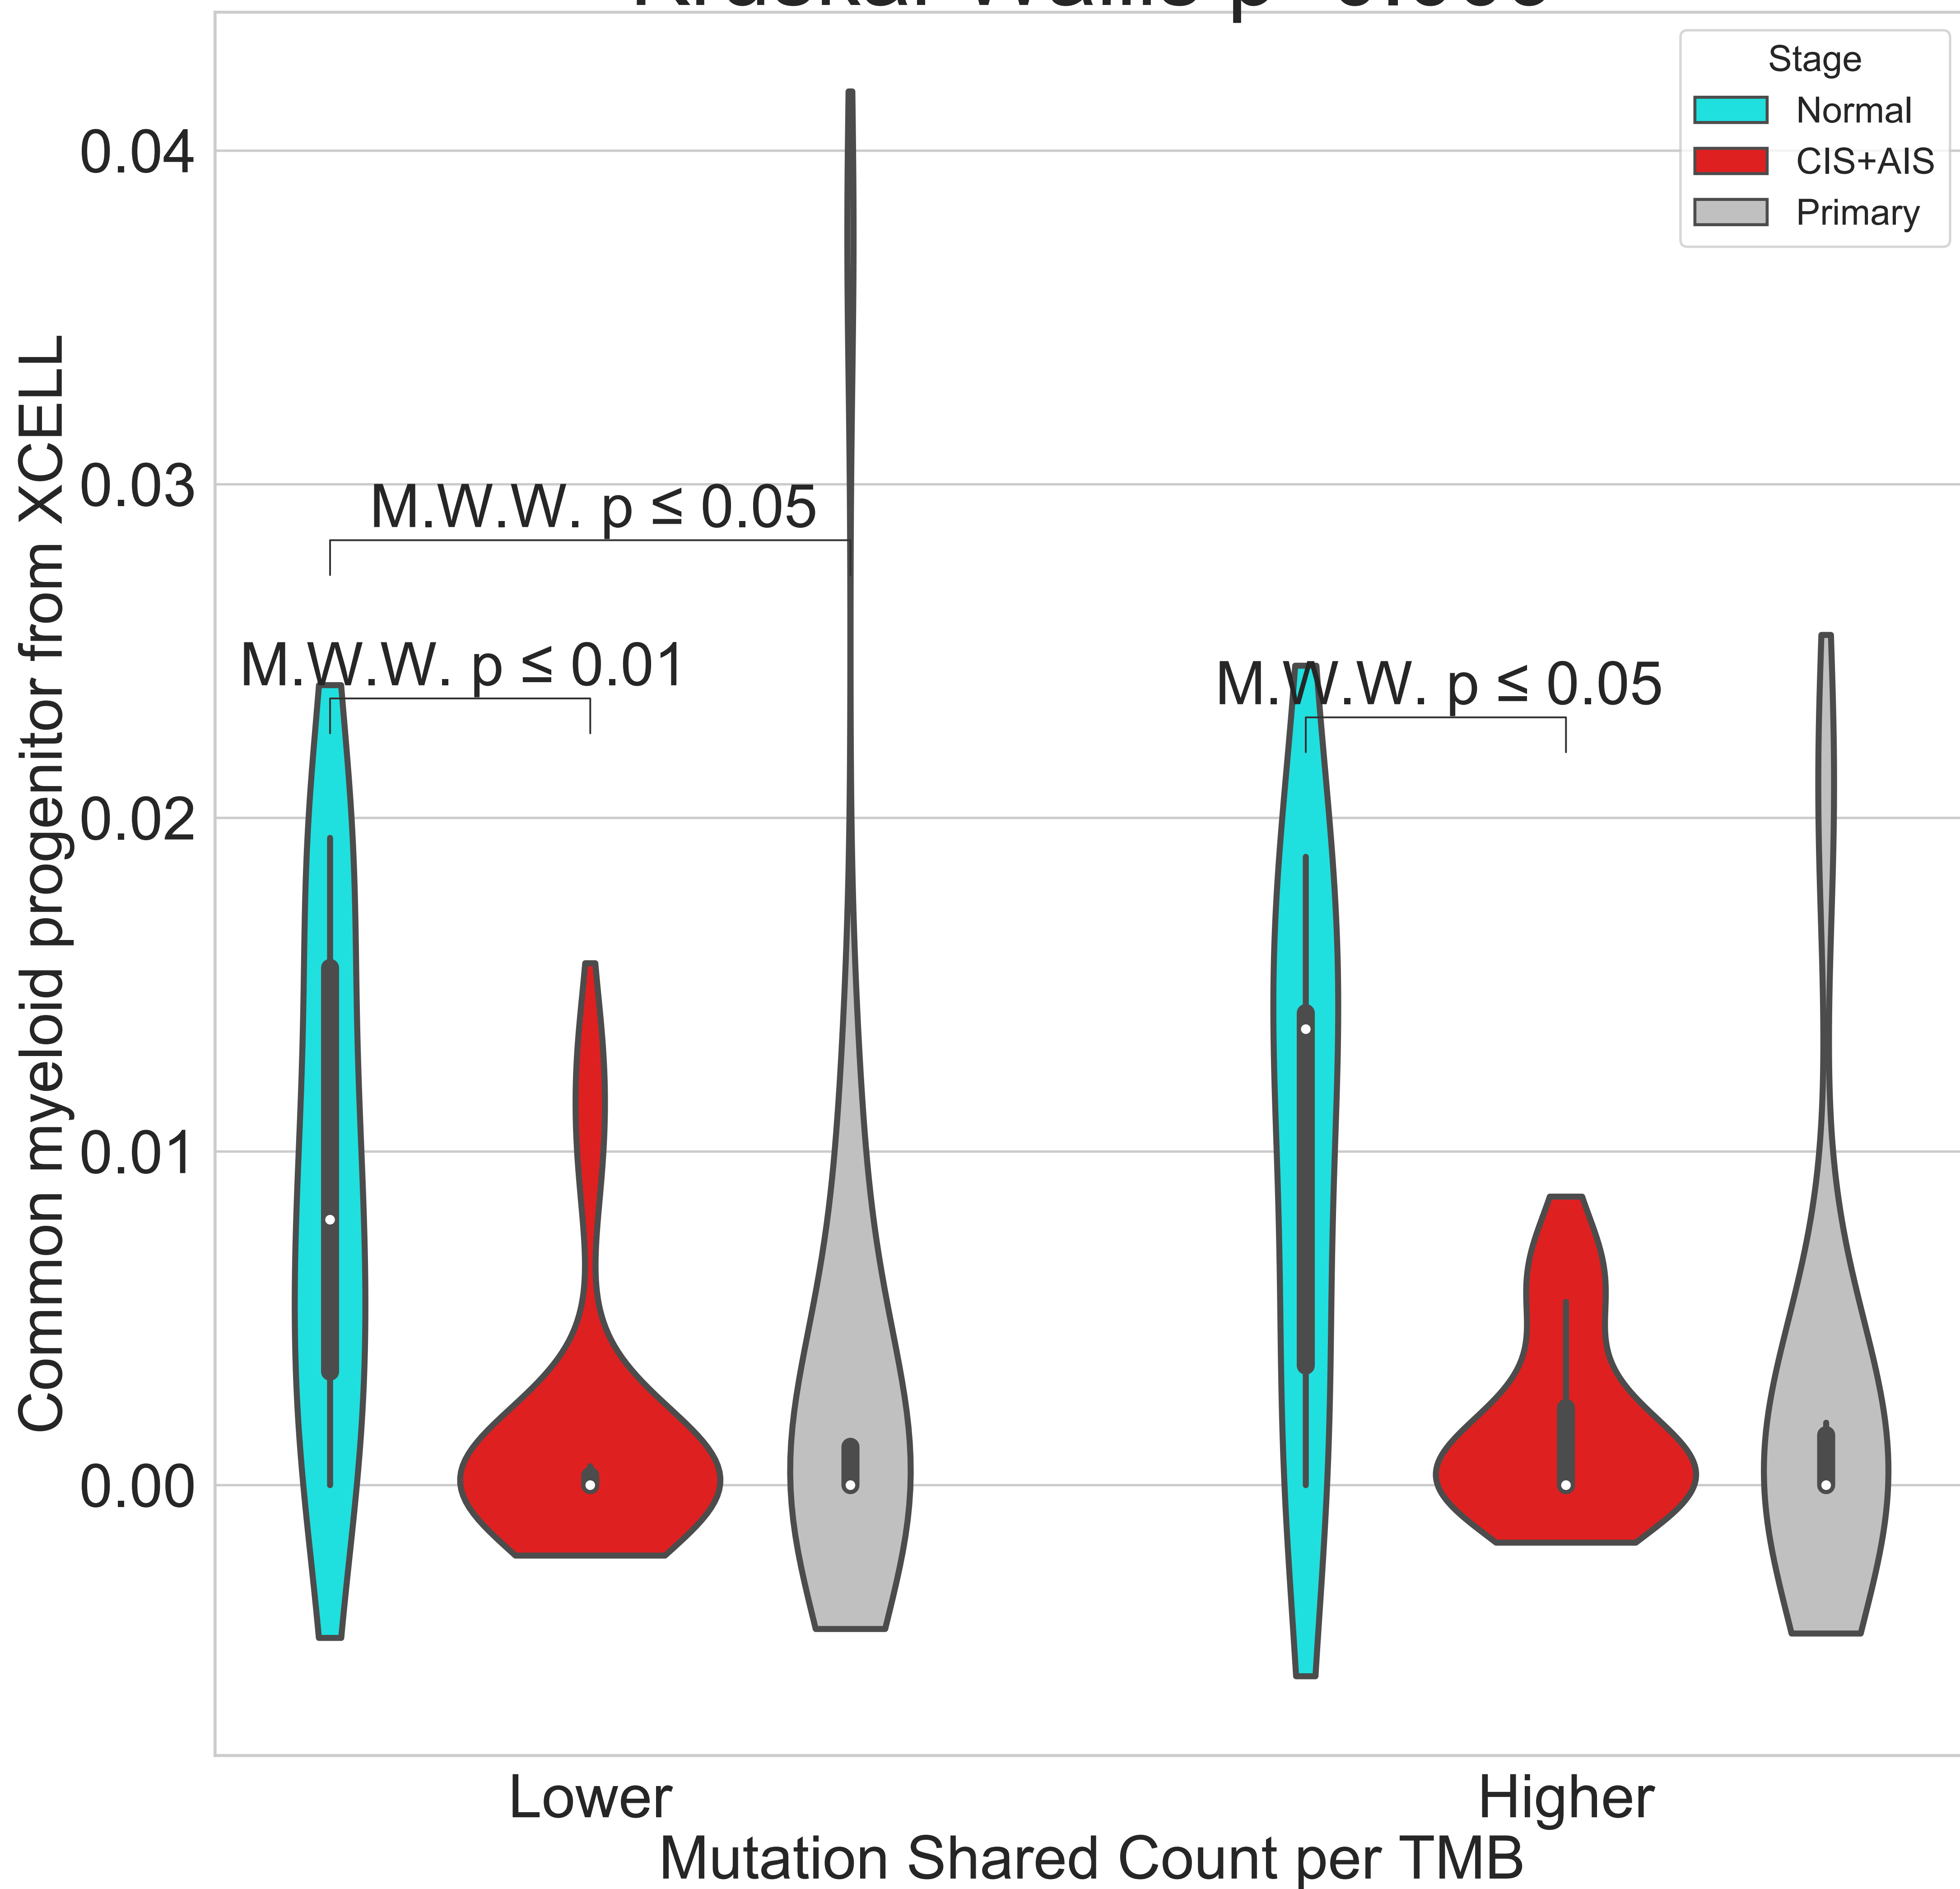 Stage
Normal
CIS+AIS
Primary
0.04
0.03
0.02
0.01
0.00
Common myeloid progenitor from XCELL
M.W.W. p ≤ 0.05
M.W.W. p ≤ 0.01
M.W.W. p ≤ 0.05
Lower
Higher
Mutation Shared Count per TMB